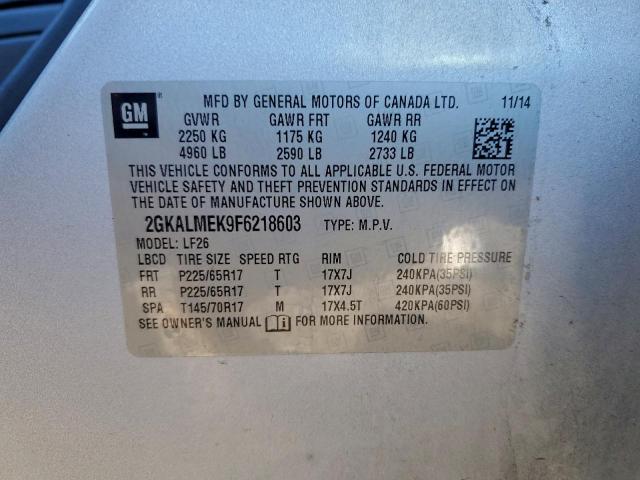 GM
MFD BY GENERAL MOTORS OF CANADA LTD. 11/14
GVWR GAWR FRT GAWR RR
2250 KG 1175 KG 1240 KG
4960 LB 2590 LB 2733 LB
THIS VEHICLE CONFORMS TO ALL APPLICABLE U.S. FEDERAL MOTOR
VEHICLE SAFETY AND THEFT PREVENTION STANDARDS IN EFFECT ON
THE DATE OF MANUFACTURE SHOWN ABOVE.
2GKALMEK9F6218603 TYPE: M.P.V.
MODEL: LF26
LBCD TIRE SIZE SPEED RTG RIM COLD TIRE PRESSURE
FRT P225/65R17 T 17X7J 240KPA(35PSI)
RR P225/65R17 T 17X7J 240KPA(35PSI)
SPA T145/70R17 M 17X4.5T 420KPA(60PSI)
SEE OWNER'S MANUAL FOR MORE INFORMATION.